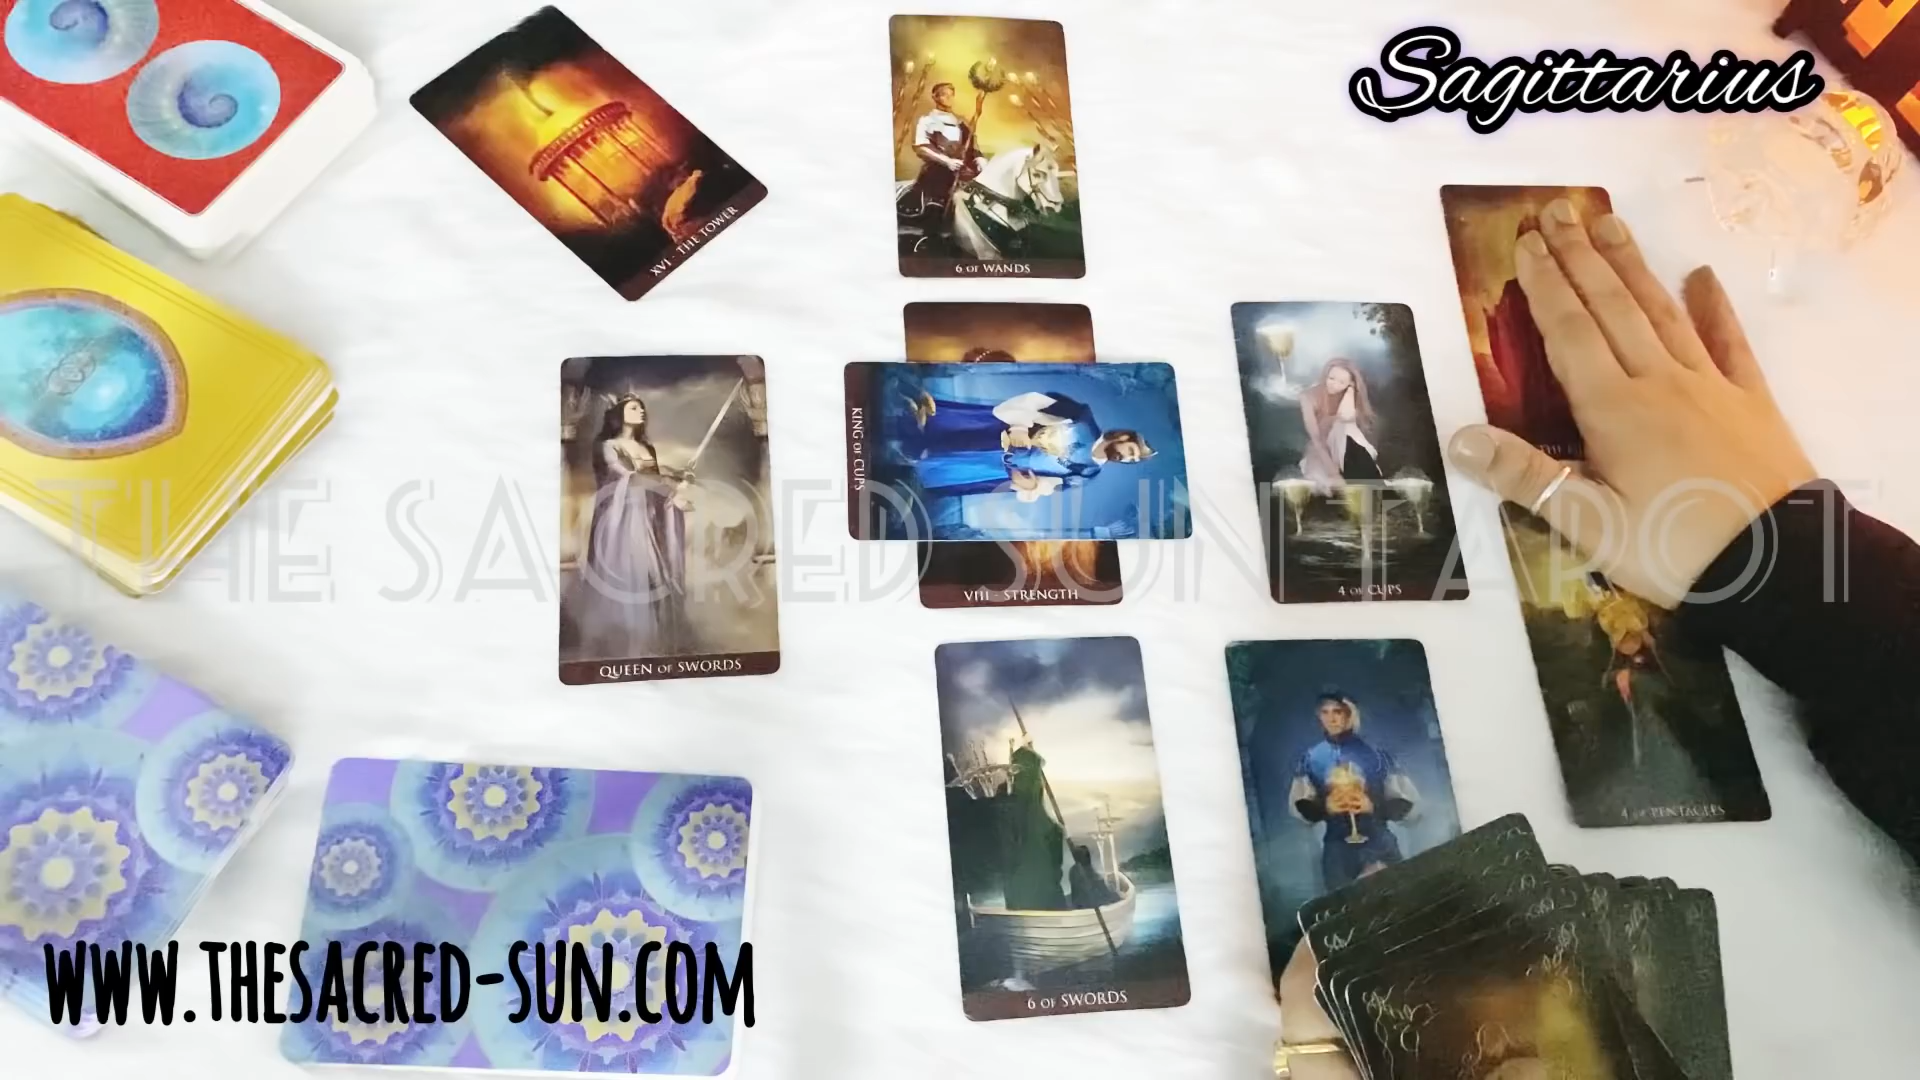 Sagittarius
XVI · THE TOWER
6 OF WANDS
KING OF CUPS
VIII · STRENGTH
QUEEN OF SWORDS
4 OF CUPS
THE SACRED SUN TAROT
6 OF SWORDS
4 OF PENTACLES
WWW.THESACRED-SUN.COM